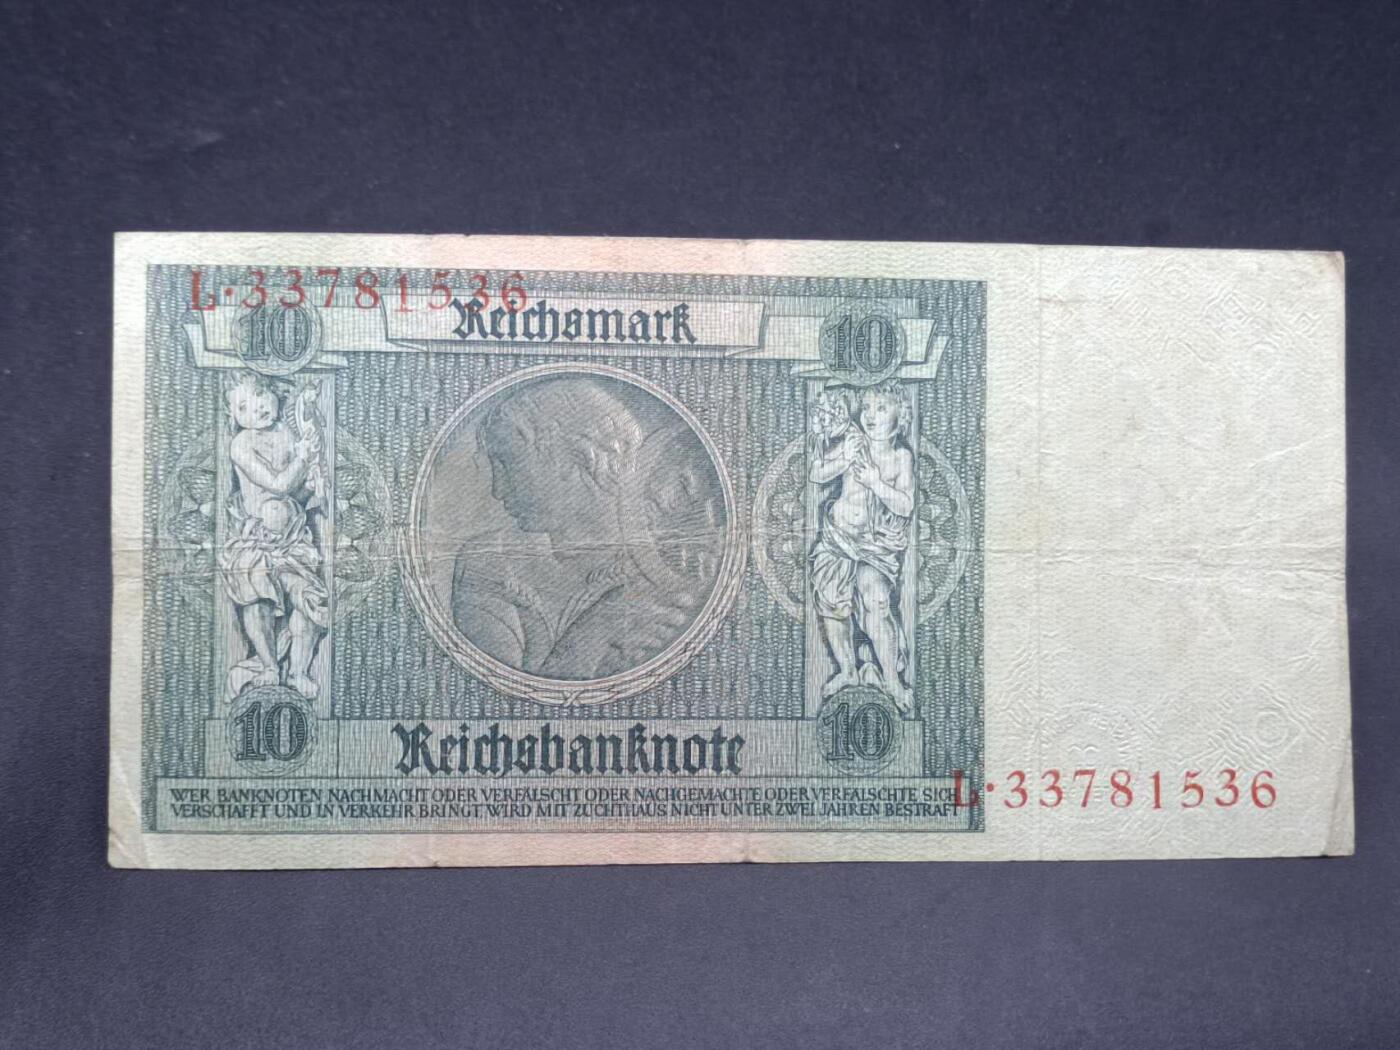 L·33781536
10 Reichsmark 10
10 Reichsbanknote 10
WER BANKNOTEN NACHMACHT ODER VERFÄLSCHT ODER NACHGEMACHTE ODER VERFÄLSCHTE SICH
VERSCHAFFT UND IN VERKEHR BRINGT, WIRD MIT ZUCHTHAUS NICHT UNTER ZWEI JAHREN BESTRAFT
L·33781536